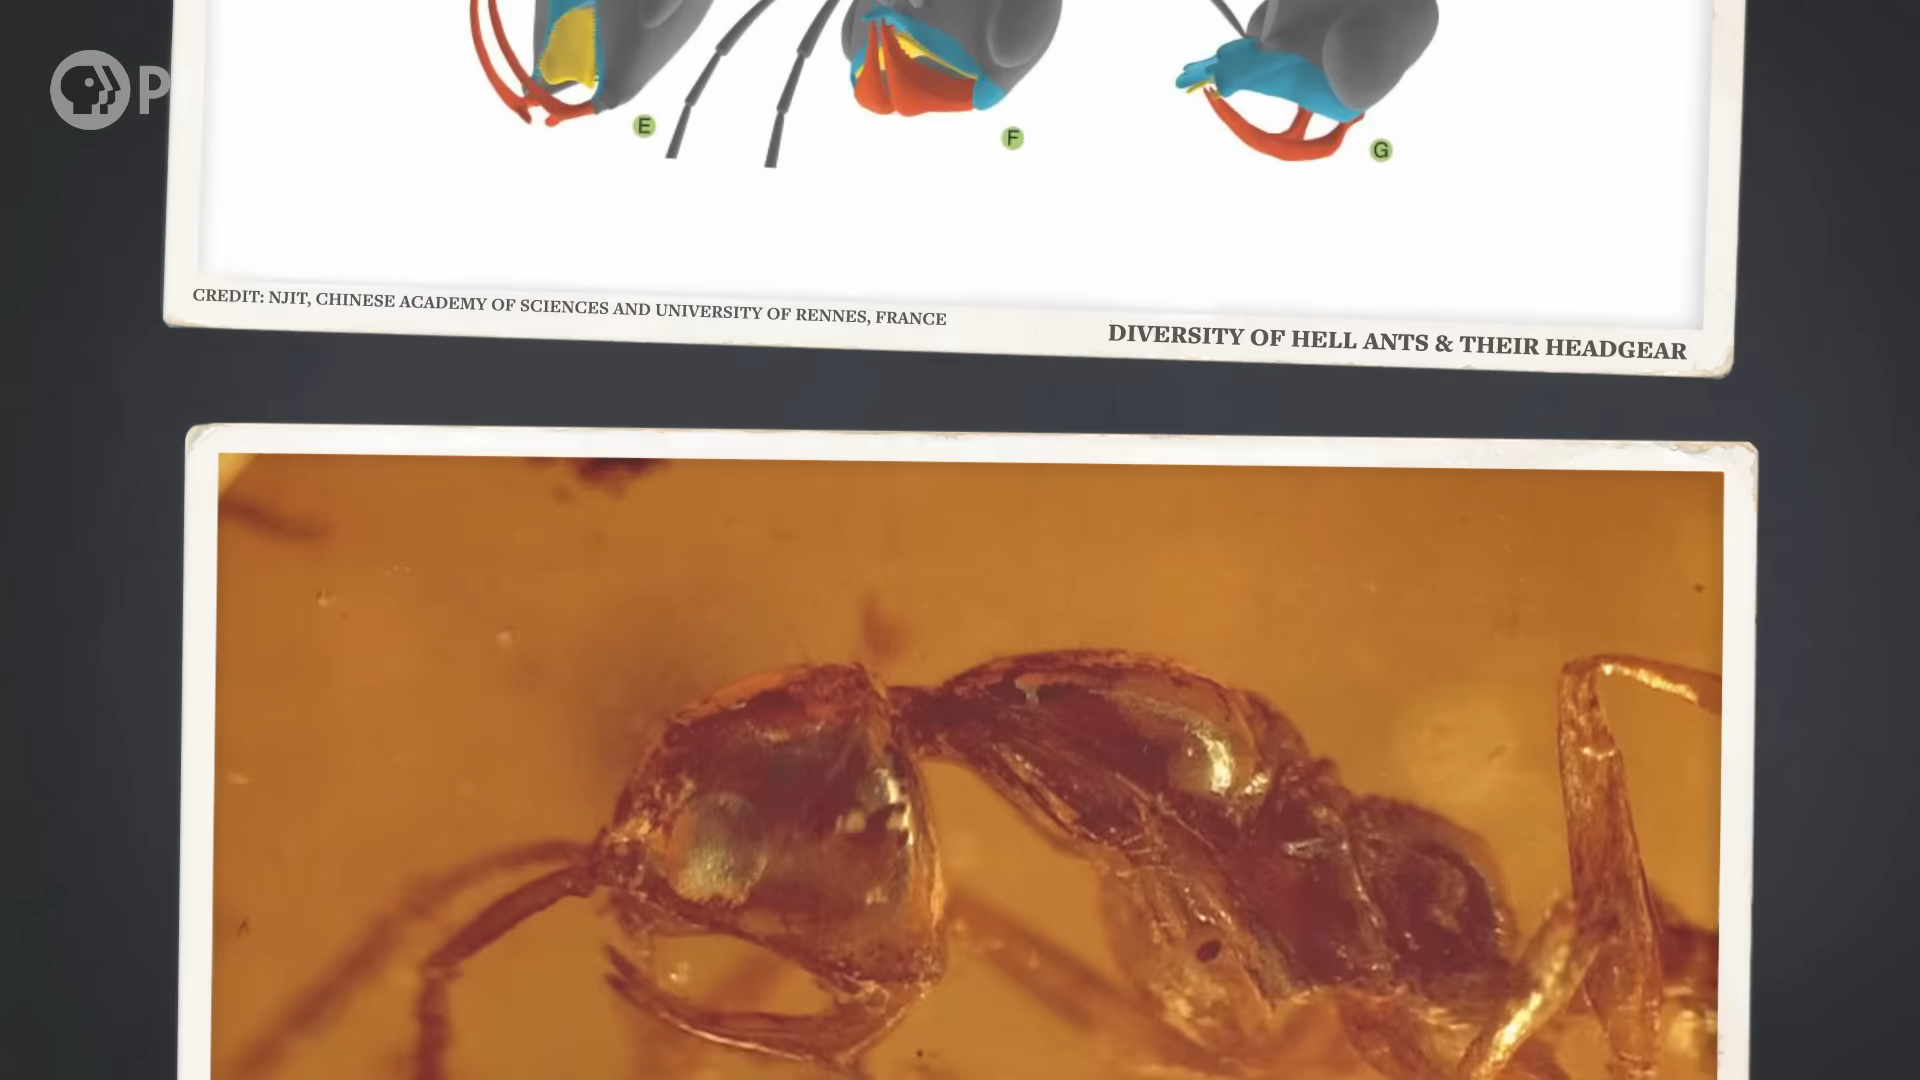 P
E
F
G
CREDIT: NJIT, CHINESE ACADEMY OF SCIENCES AND UNIVERSITY OF RENNES, FRANCE
DIVERSITY OF HELL ANTS & THEIR HEADGEAR